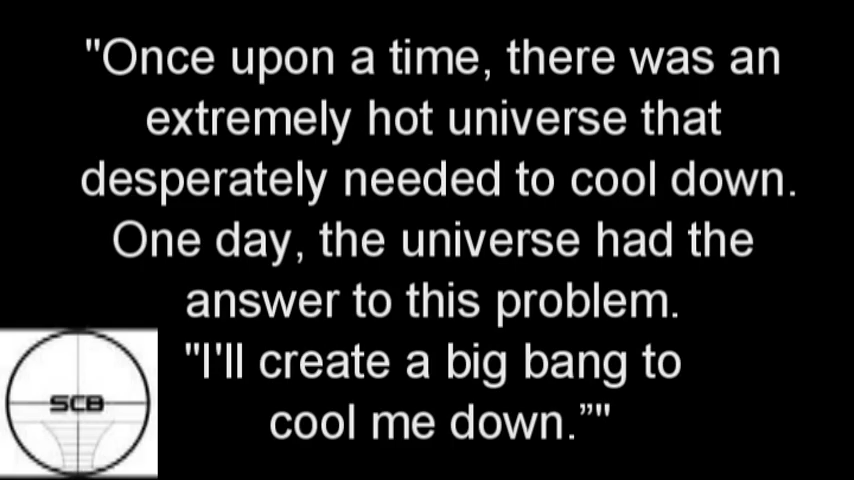 "Once upon a time, there was an
extremely hot universe that
desperately needed to cool down.
One day, the universe had the
answer to this problem.
"I'll create a big bang to
cool me down.”"
SCB